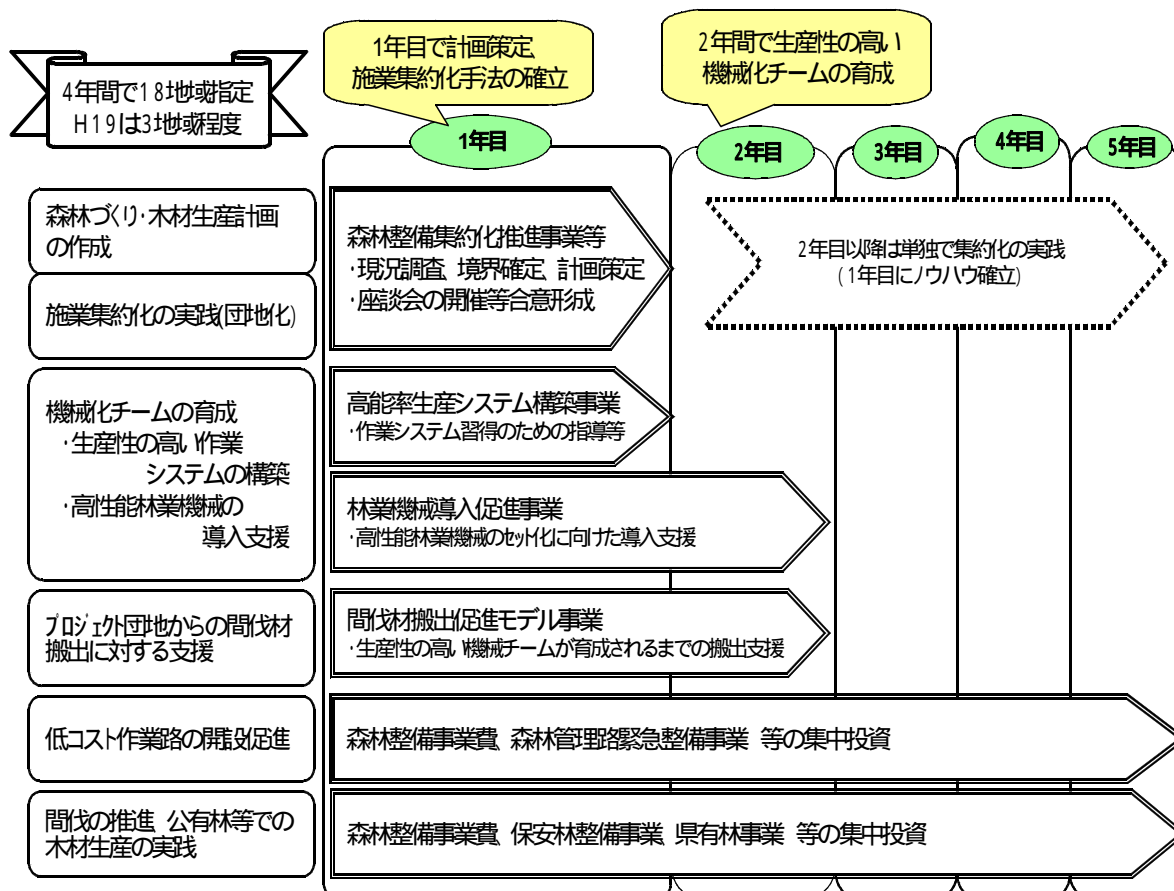 1年目で計画策定
施業集約化手法の確立
2年間で生産性の高い
機械化チームの育成
4年間で18地域指定
H19は3地域程度
1年目
2年目
3年目
4年目
5年目
森林づくり・木材生産計画
の作成
施業集約化の実践(団地化)
森林整備集約化推進事業等
・現況調査、境界確定、計画策定
・座談会の開催等合意形成
2年目以降は単独で集約化の実践
(1年目にノウハウ確立)
機械化チームの育成
・生産性の高い作業
システムの構築
・高性能林業機械の
導入支援
高能率生産システム構築事業
・作業システム習得のための指導等
林業機械導入促進事業
・高性能林業機械のセット化に向けた導入支援
プロジェクト団地からの間伐材
搬出に対する支援
間伐材搬出促進モデル事業
・生産性の高い機械チームが育成されるまでの搬出支援
低コスト作業路の開設促進
森林整備事業費、森林管理路緊急整備事業 等の集中投資
間伐の推進、公有林等での
木材生産の実践
森林整備事業費、保安林整備事業、県有林事業 等の集中投資